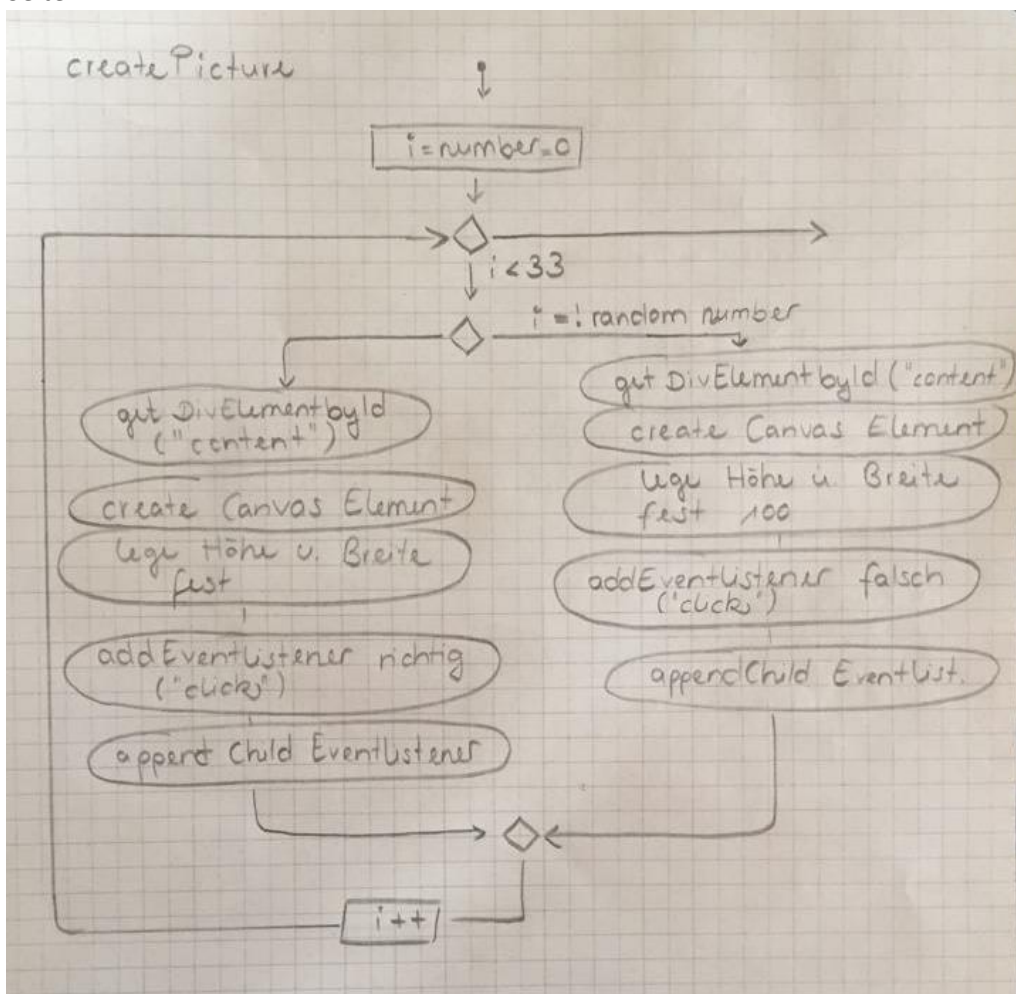 createPicture
i=number=0
i<33
i =! random number
get DivElementbyId
("content")
create Canvas Element
lege Höhe u. Breite
fest
addEventListener richtig
("click")
append Child EventListener
get DivElementbyId ("content")
create Canvas Element
lege Höhe u. Breite
fest 100
addEventListener falsch
("click")
appendChild EventList.
i++